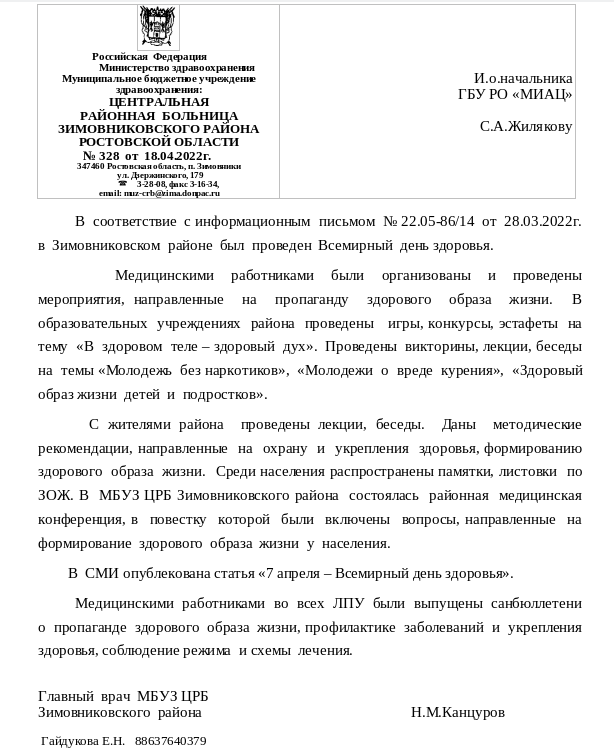 Российская Федерация
Министерство здравоохранения
Муниципальное бюджетное учреждение
здравоохранения:
ЦЕНТРАЛЬНАЯ
РАЙОННАЯ БОЛЬНИЦА
ЗИМОВНИКОВСКОГО РАЙОНА
РОСТОВСКОЙ ОБЛАСТИ
№ 328 от 18.04.2022г.
347460 Ростовская область, п. Зимовники
ул. Дзержинского, 179
☎ 3-28-08, факс 3-16-34,
email: muz-crb@zima.donpac.ru
И.о.начальника
ГБУ РО «МИАЦ»
С.А.Жилякову
В соответствие с информационным письмом № 22.05-86/14 от 28.03.2022г.
в Зимовниковском районе был проведен Всемирный день здоровья.
Медицинскими работниками были организованы и проведены
мероприятия, направленные на пропаганду здорового образа жизни. В
образовательных учреждениях района проведены игры, конкурсы, эстафеты на
тему «В здоровом теле – здоровый дух». Проведены викторины, лекции, беседы
на темы «Молодежь без наркотиков», «Молодежи о вреде курения», «Здоровый
образ жизни детей и подростков».
С жителями района проведены лекции, беседы. Даны методические
рекомендации, направленные на охрану и укрепления здоровья, формированию
здорового образа жизни. Среди населения распространены памятки, листовки по
ЗОЖ. В МБУЗ ЦРБ Зимовниковского района состоялась районная медицинская
конференция, в повестку которой были включены вопросы, направленные на
формирование здорового образа жизни у населения.
В СМИ опублекована статья «7 апреля – Всемирный день здоровья».
Медицинскими работниками во всех ЛПУ были выпущены санбюллетени
о пропаганде здорового образа жизни, профилактике заболеваний и укрепления
здоровья, соблюдение режима и схемы лечения.
Главный врач МБУЗ ЦРБ
Зимовниковского района Н.М.Канцуров
Гайдукова Е.Н. 88637640379